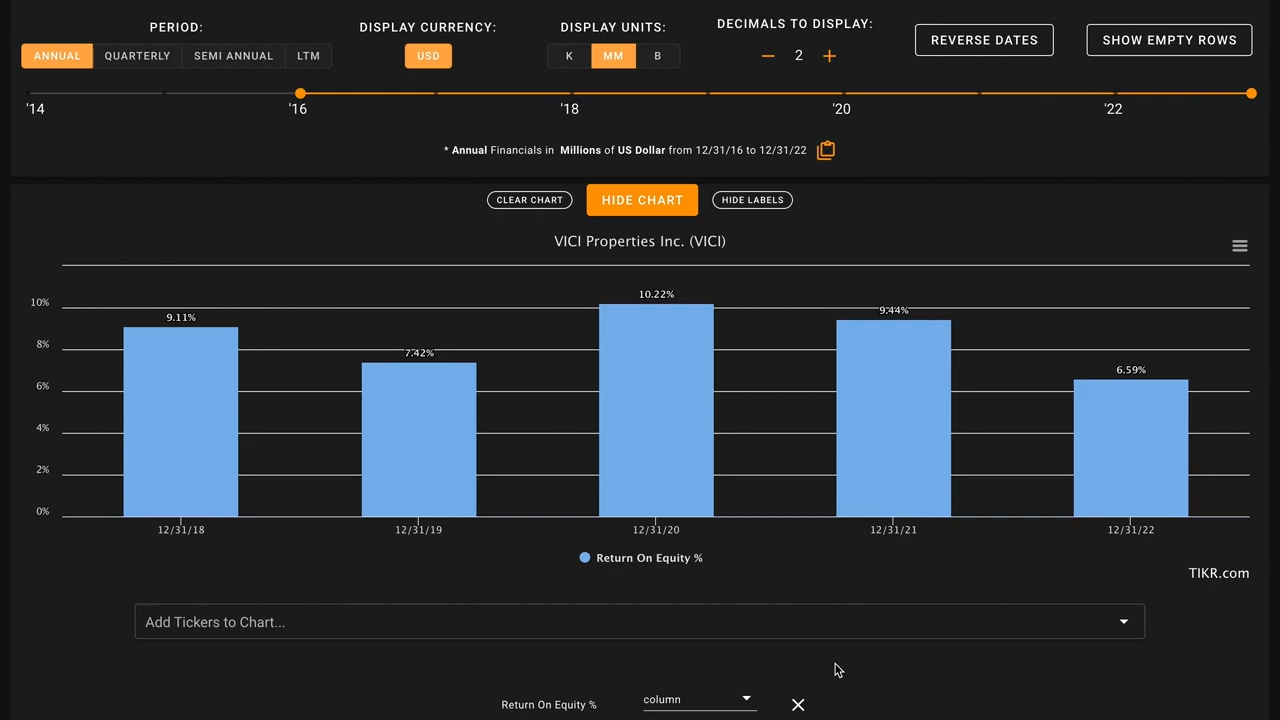 PERIOD:
DISPLAY CURRENCY:
DISPLAY UNITS:
DECIMALS TO DISPLAY:
ANNUAL QUARTERLY SEMI ANNUAL LTM
USD
K MM B
2
REVERSE DATES
SHOW EMPTY ROWS
'14 '16 '18 '20 '22
* Annual Financials in Millions of US Dollar from 12/31/16 to 12/31/22
CLEAR CHART HIDE CHART HIDE LABELS
VICI Properties Inc. (VICI)
10%
8%
6%
4%
2%
0%
9.11% 7.42% 10.22% 9.44% 6.59%
12/31/18 12/31/19 12/31/20 12/31/21 12/31/22
Return On Equity %
TIKR.com
Add Tickers to Chart...
Return On Equity % column